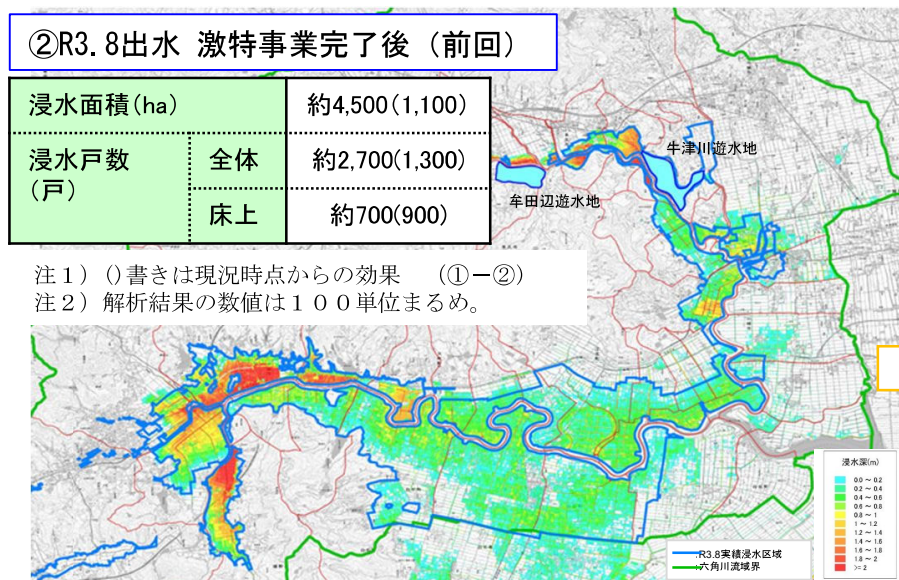 ②R3.8出水 激特事業完了後（前回）
浸水面積(ha) 約4,500(1,100)
浸水戸数(戸) 全体 約2,700(1,300)
床上 約700(900)
注１）()書きは現況時点からの効果 （①－②）
注２）解析結果の数値は１００単位まるめ。
牛津川遊水地
牟田辺遊水地
浸水深(m)
0.0 ～ 0.2
0.2 ～ 0.4
0.4 ～ 0.6
0.6 ～ 0.8
0.8 ～ 1
1 ～ 1.2
1.2 ～ 1.4
1.4 ～ 1.6
1.6 ～ 1.8
1.8 ～ 2
>= 2
R3.8実績浸水区域
六角川流域界